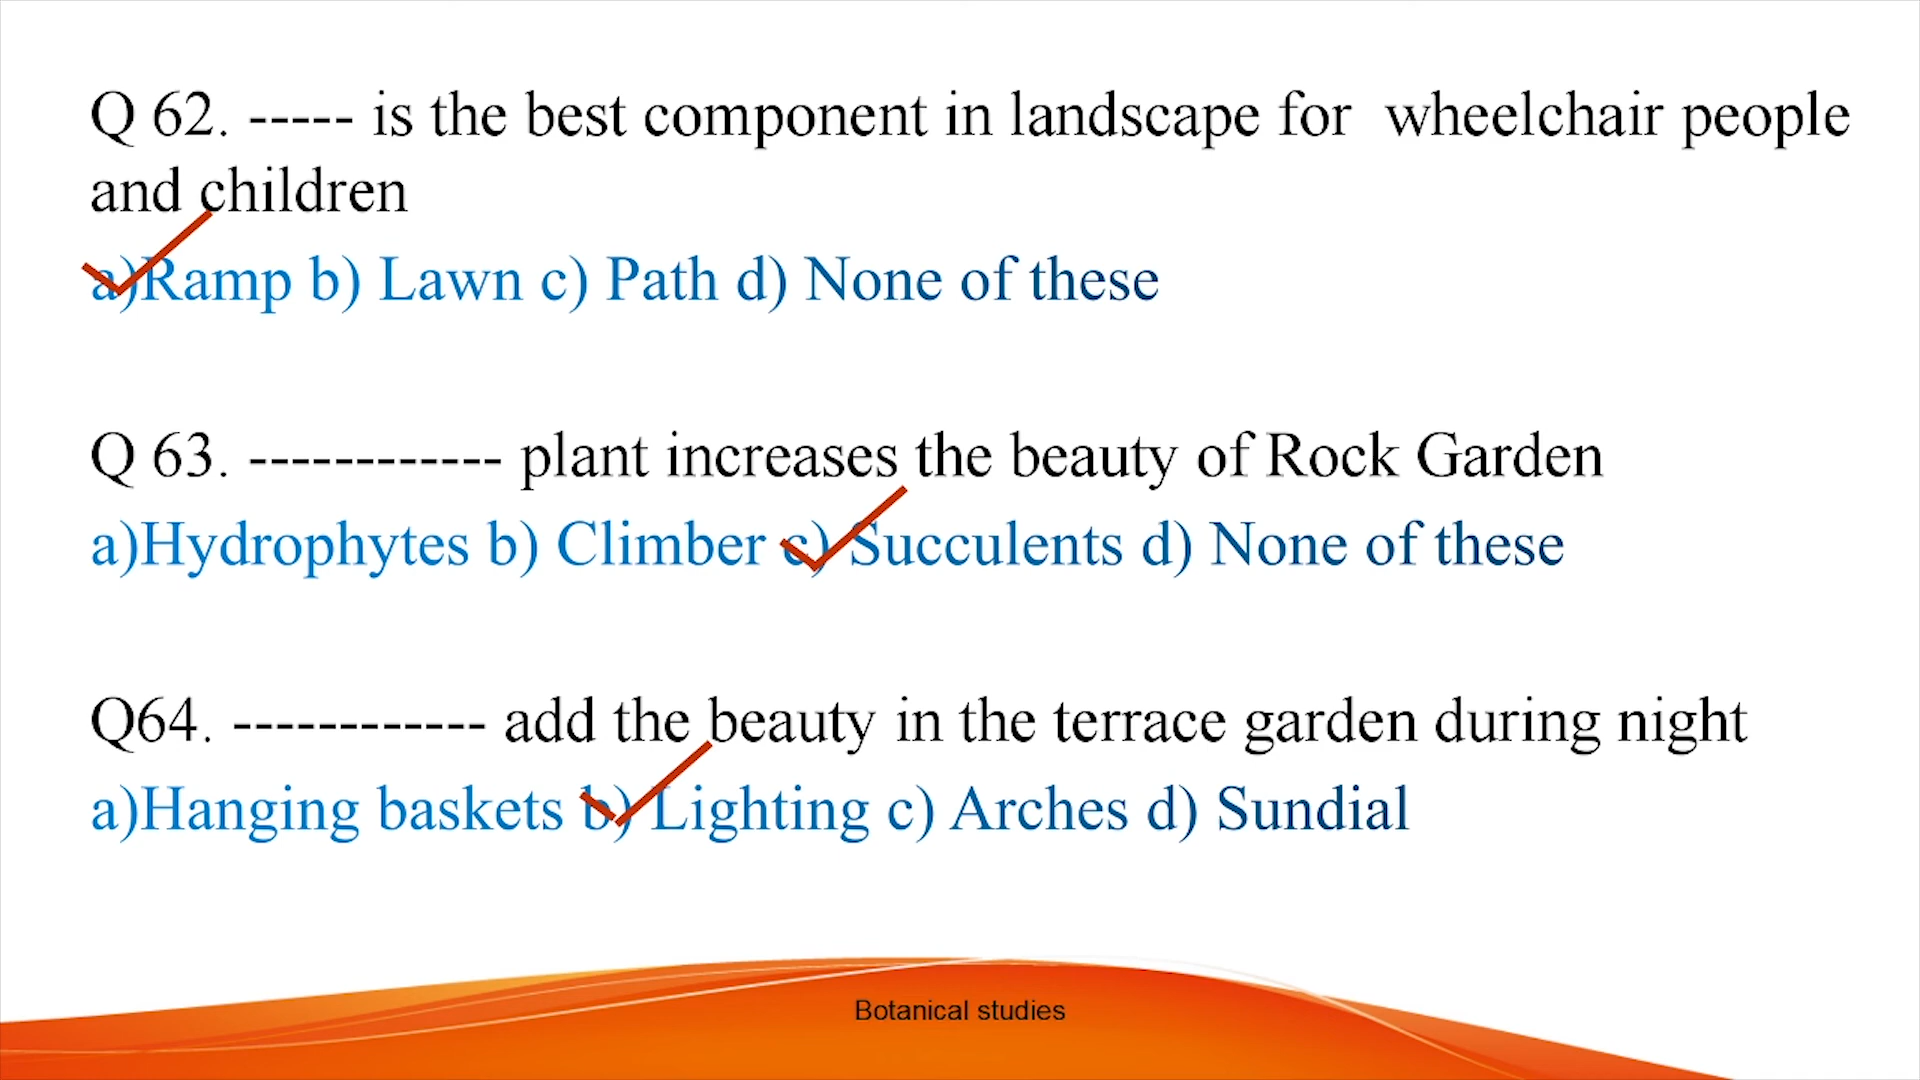 Q 62. ----- is the best component in landscape for wheelchair people
and children
a)Ramp b) Lawn c) Path d) None of these
Q 63. ------------ plant increases the beauty of Rock Garden
a)Hydrophytes b) Climber c) Succulents d) None of these
Q64. ------------ add the beauty in the terrace garden during night
a)Hanging baskets b) Lighting c) Arches d) Sundial
Botanical studies